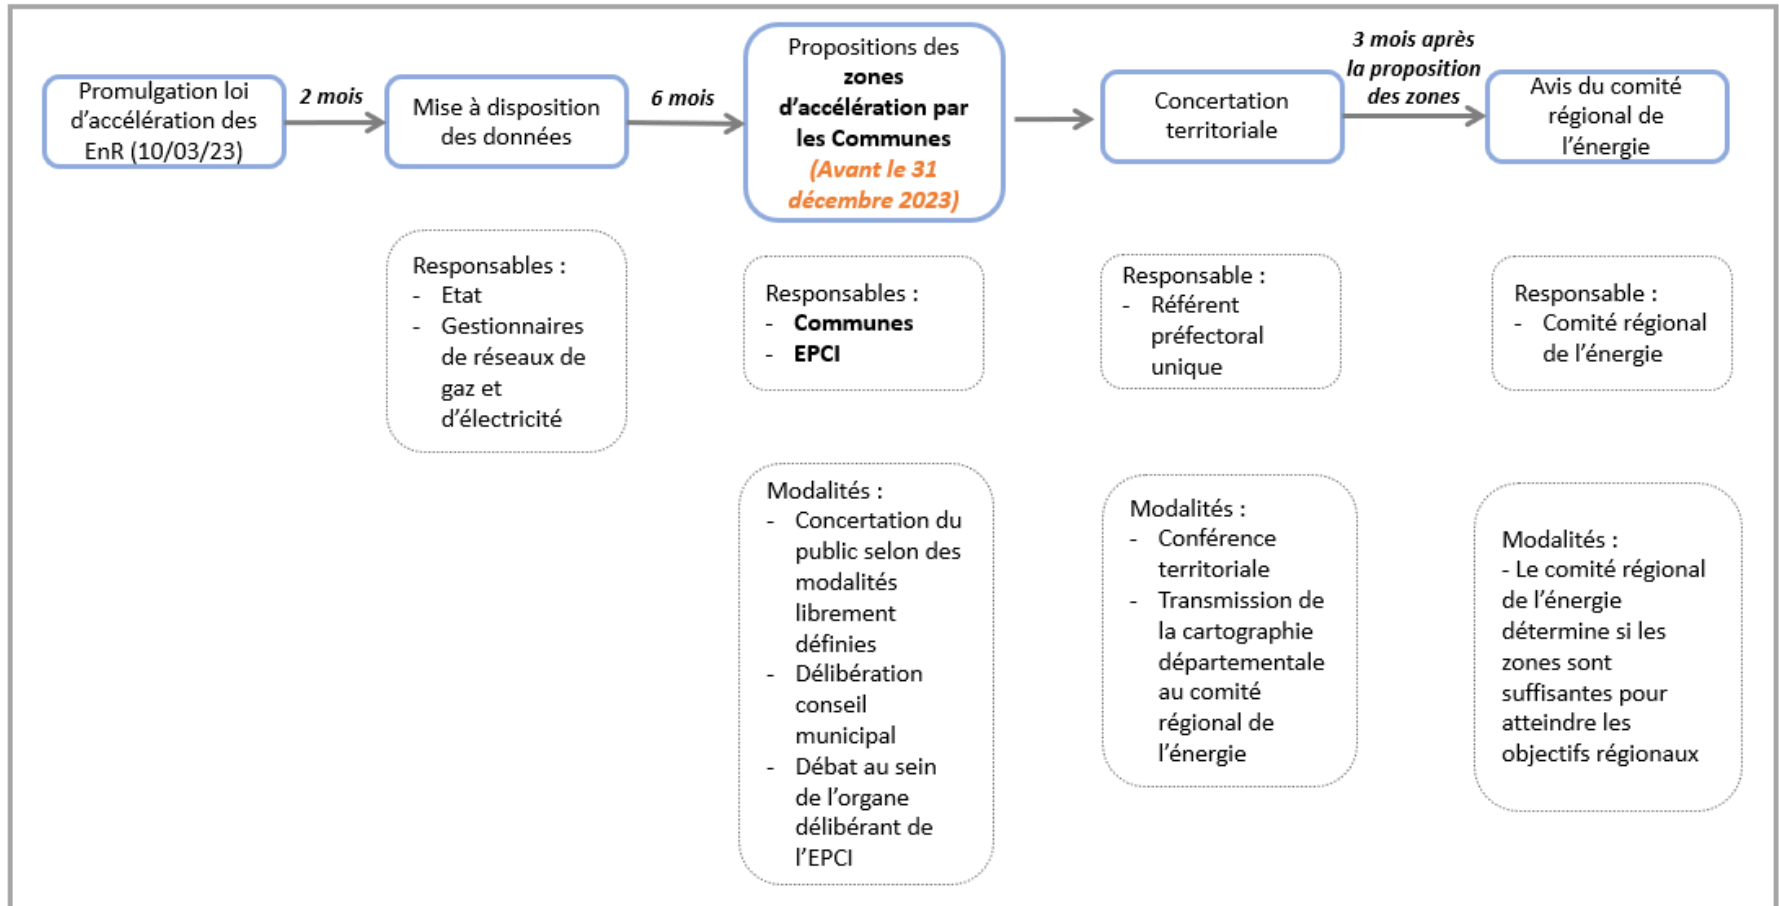 Promulgation loi
d'accélération des
EnR (10/03/23)
2 mois
Mise à disposition
des données
6 mois
Propositions des
zones
d'accélération par
les Communes
(Avant le 31
décembre 2023)
Concertation
territoriale
3 mois après
la proposition
des zones
Avis du comité
régional de
l'énergie
Responsables :
- Etat
- Gestionnaires
de réseaux de
gaz et
d'électricité
Responsables :
- Communes
- EPCI
Responsable :
- Référent
préfectoral
unique
Responsable :
- Comité régional
de l'énergie
Modalités :
- Concertation du
public selon des
modalités
librement
définies
- Délibération
conseil
municipal
- Débat au sein
de l'organe
délibérant de
l'EPCI
Modalités :
- Conférence
territoriale
- Transmission de
la cartographie
départementale
au comité
régional de
l'énergie
Modalités :
- Le comité régional
de l'énergie
détermine si les
zones sont
suffisantes pour
atteindre les
objectifs régionaux